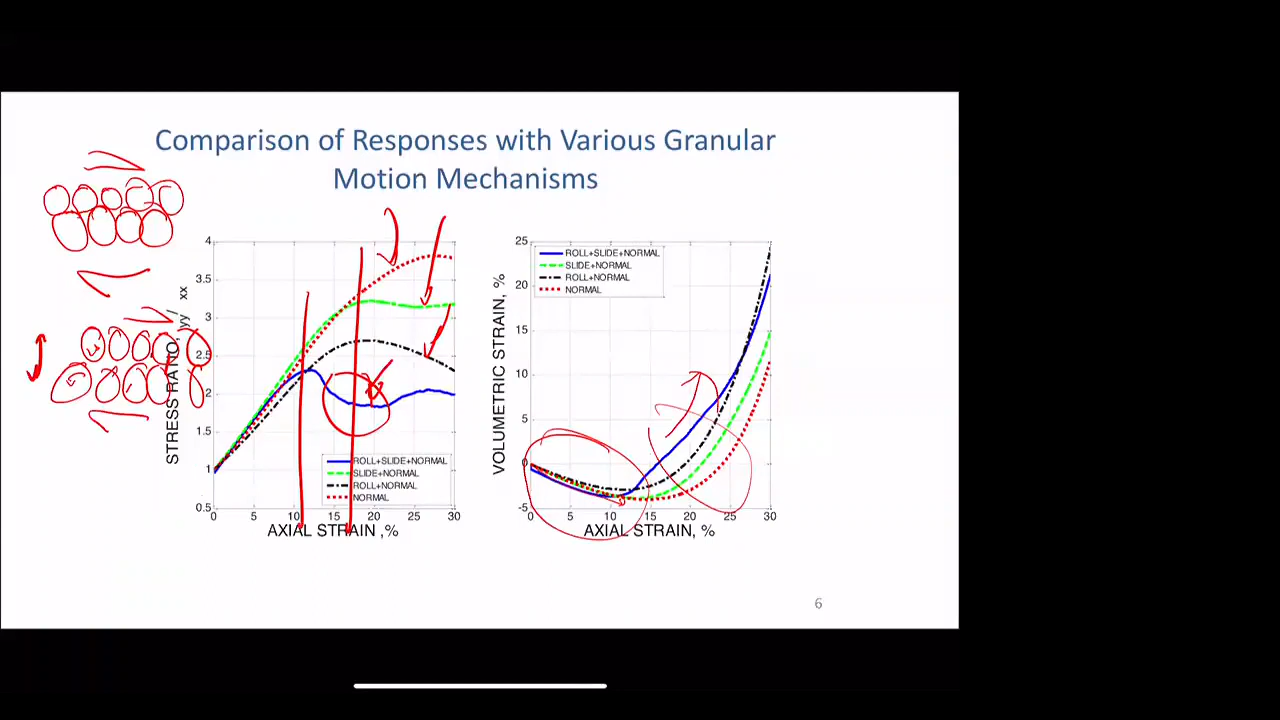 Comparison of Responses with Various Granular
Motion Mechanisms
4
3.5
3
2.5
2
1.5
1
0.5
0
5
10
15
20
25
30
STRESS RATIO, yy / xx
AXIAL STRAIN ,%
ROLL+SLIDE+NORMAL
SLIDE+NORMAL
ROLL+NORMAL
NORMAL
25
20
15
10
5
0
-5
0
5
10
15
20
25
30
VOLUMETRIC STRAIN, %
AXIAL STRAIN, %
ROLL+SLIDE+NORMAL
SLIDE+NORMAL
ROLL+NORMAL
NORMAL
6